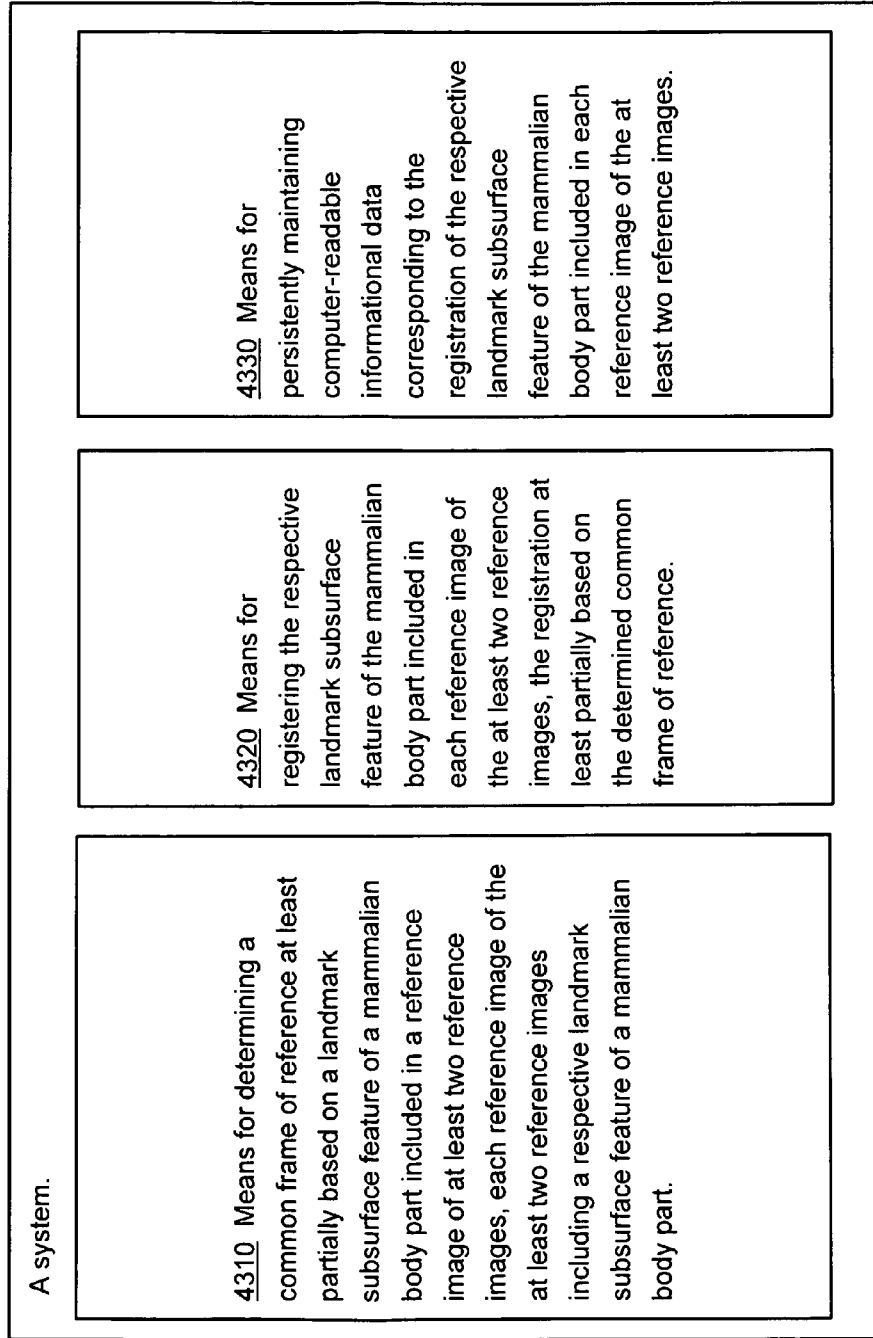 A system.
4310 Means for determining a
common frame of reference at least
partially based on a landmark
subsurface feature of a mammalian
body part included in a reference
image of at least two reference
images, each reference image of the
at least two reference images
including a respective landmark
subsurface feature of a mammalian
body part.
4320 Means for
registering the respective
landmark subsurface
feature of the mammalian
body part included in
each reference image of
the at least two reference
images, the registration at
least partially based on
the determined common
frame of reference.
4330 Means for
persistently maintaining
computer-readable
informational data
corresponding to the
registration of the respective
landmark subsurface
feature of the mammalian
body part included in each
reference image of the at
least two reference images.